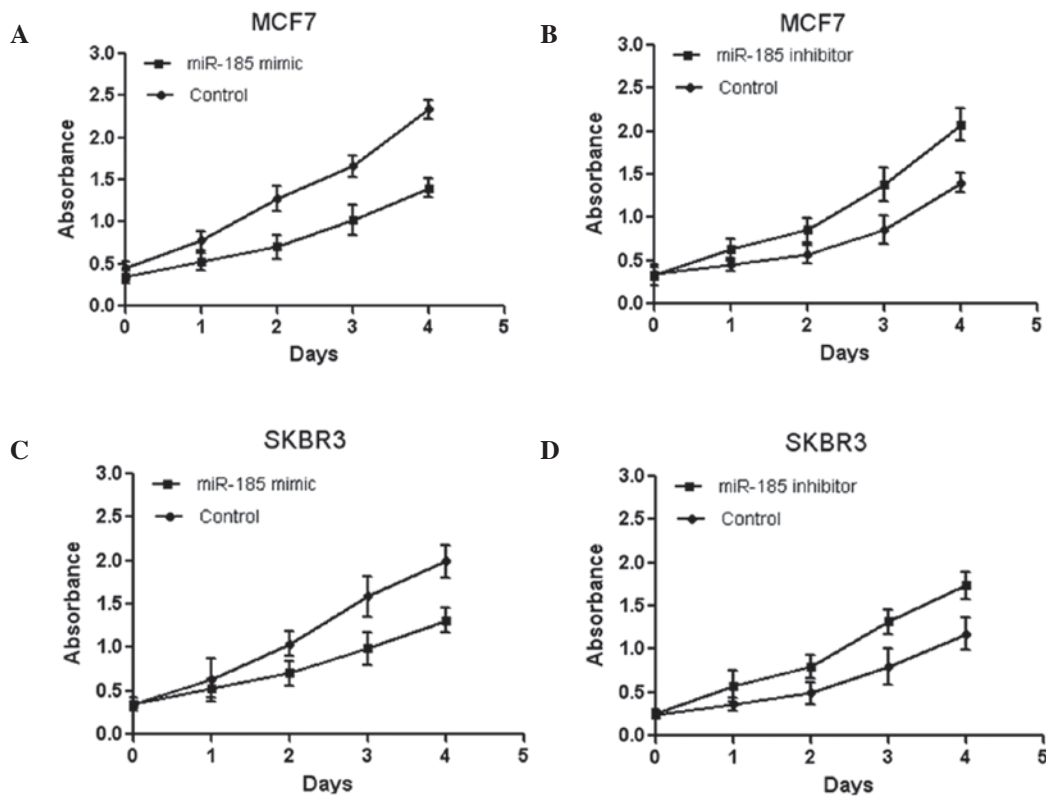 A
MCF7
miR-185 mimic
Control
Absorbance
3.0
2.5
2.0
1.5
1.0
0.5
0.0
0 1 2 3 4 5
Days
B
MCF7
miR-185 inhibitor
Control
Absorbance
3.0
2.5
2.0
1.5
1.0
0.5
0.0
0 1 2 3 4 5
Days
C
SKBR3
miR-185 mimic
Control
Absorbance
3.0
2.5
2.0
1.5
1.0
0.5
0.0
0 1 2 3 4 5
Days
D
SKBR3
miR-185 inhibitor
Control
Absorbance
3.0
2.5
2.0
1.5
1.0
0.5
0.0
0 1 2 3 4 5
Days